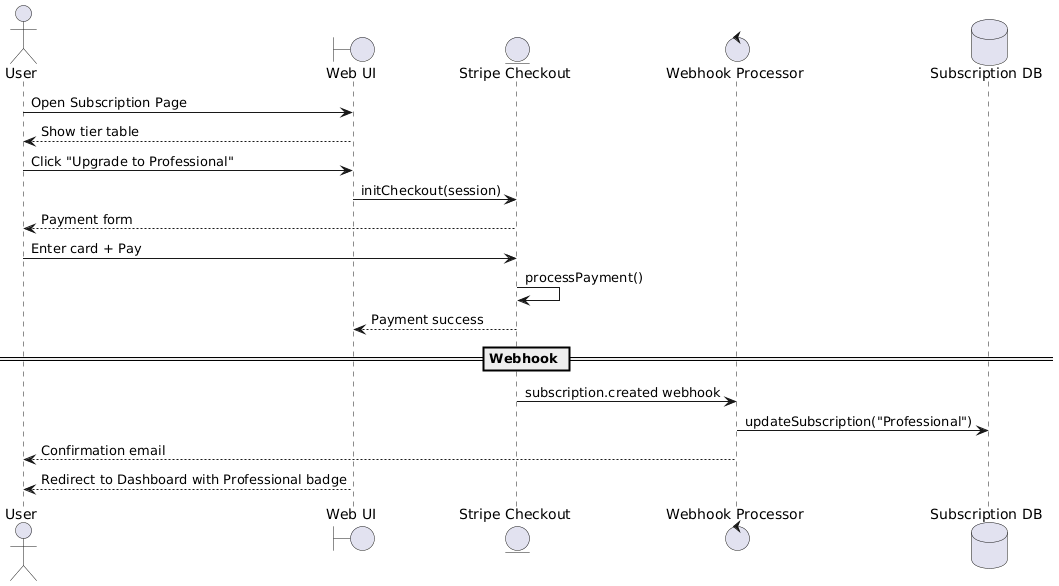 User
Web UI
Stripe Checkout
Webhook Processor
Subscription DB
Open Subscription Page
Show tier table
Click "Upgrade to Professional"
initCheckout(session)
Payment form
Enter card + Pay
processPayment()
Payment success
Webhook
subscription.created webhook
updateSubscription("Professional")
Confirmation email
Redirect to Dashboard with Professional badge
User
Web UI
Stripe Checkout
Webhook Processor
Subscription DB